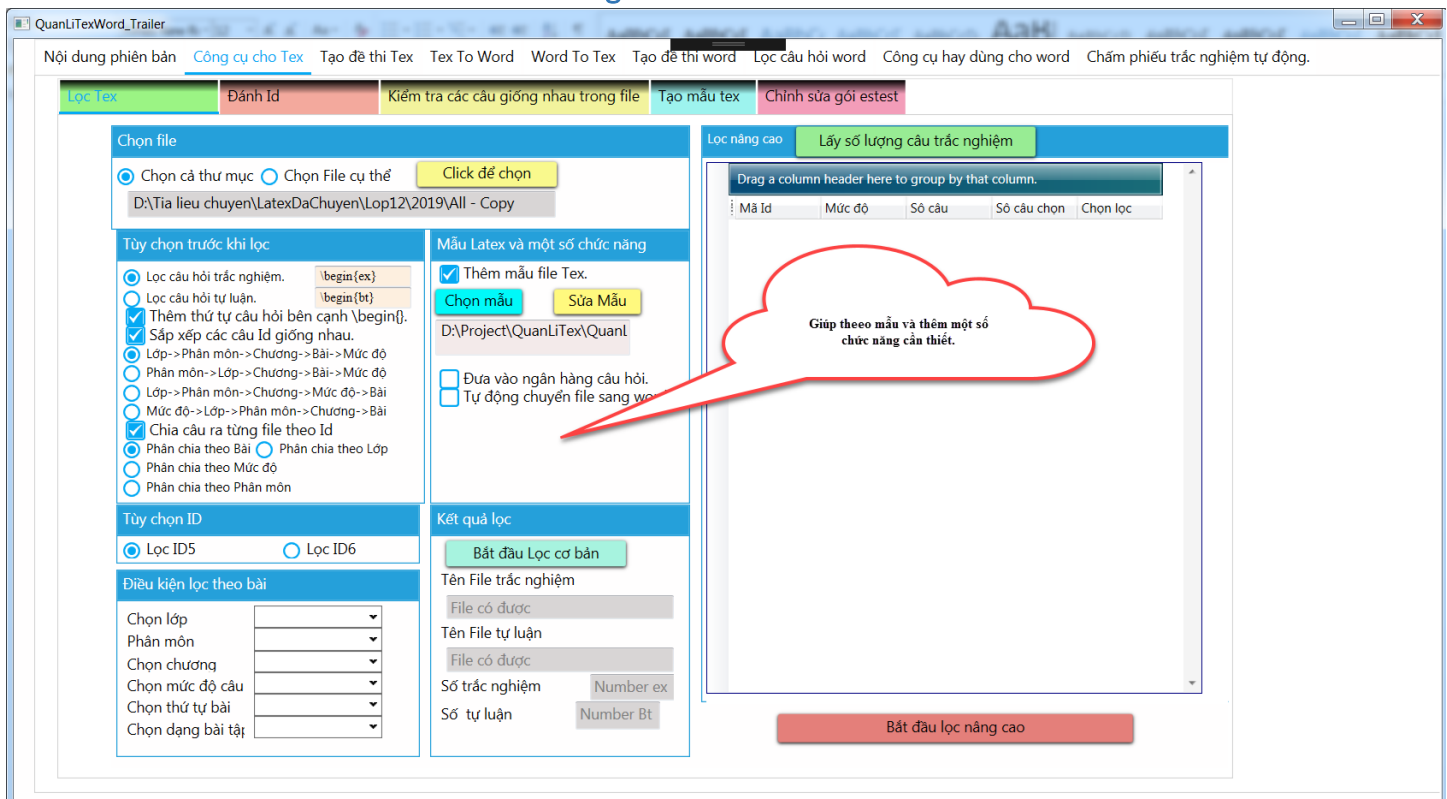 QuanLiTexWord_Trailer
Nội dung phiên bản Công cụ cho Tex Tạo đề thi Tex Tex To Word Word To Tex Tạo đề thi word Lọc câu hỏi word Công cụ hay dùng cho word Chấm phiếu trắc nghiệm tự động.
Lọc Tex Đánh Id Kiểm tra các câu giống nhau trong file Tạo mẫu tex Chỉnh sửa gói estest
Chọn file
Chọn cả thư mục Chọn File cụ thể Click để chọn
D:\Tia lieu chuyen\LatexDaChuyen\Lop12\2019\All - Copy
Tùy chọn trước khi lọc
Lọc câu hỏi trắc nghiệm. \begin{ex}
Lọc câu hỏi tự luận. \begin{bt}
Thêm thứ tự câu hỏi bên cạnh \begin{}.
Sắp xếp các câu Id giống nhau.
Lớp->Phân môn->Chương->Bài->Mức độ
Phân môn->Lớp->Chương->Bài->Mức độ
Lớp->Phân môn->Chương->Mức độ->Bài
Mức độ->Lớp->Phân môn->Chương->Bài
Chia câu ra từng file theo Id
Phân chia theo Bài Phân chia theo Lớp
Phân chia theo Mức độ
Phân chia theo Phân môn
Mẫu Latex và một số chức năng
Thêm mẫu file Tex.
Chọn mẫu Sửa Mẫu
D:\Project\QuanLiTex\QuanL
Đưa vào ngân hàng câu hỏi.
Tự động chuyển file sang wo
Tùy chọn ID
Lọc ID5 Lọc ID6
Điều kiện lọc theo bài
Chọn lớp
Phân môn
Chọn chương
Chọn mức độ câu
Chọn thứ tự bài
Chọn dạng bài tập
Kết quả lọc
Bắt đầu Lọc cơ bản
Tên File trắc nghiệm
File có được
Tên File tự luận
File có được
Số trắc nghiệm Number ex
Số tự luận Number Bt
Lọc nâng cao Lấy số lượng câu trắc nghiệm
Drag a column header here to group by that column.
Mã Id Mức độ Số câu Số câu chọn Chọn lọc
Giúp theeo mẫu và thêm một số
chức năng cần thiết.
Bắt đầu lọc nâng cao